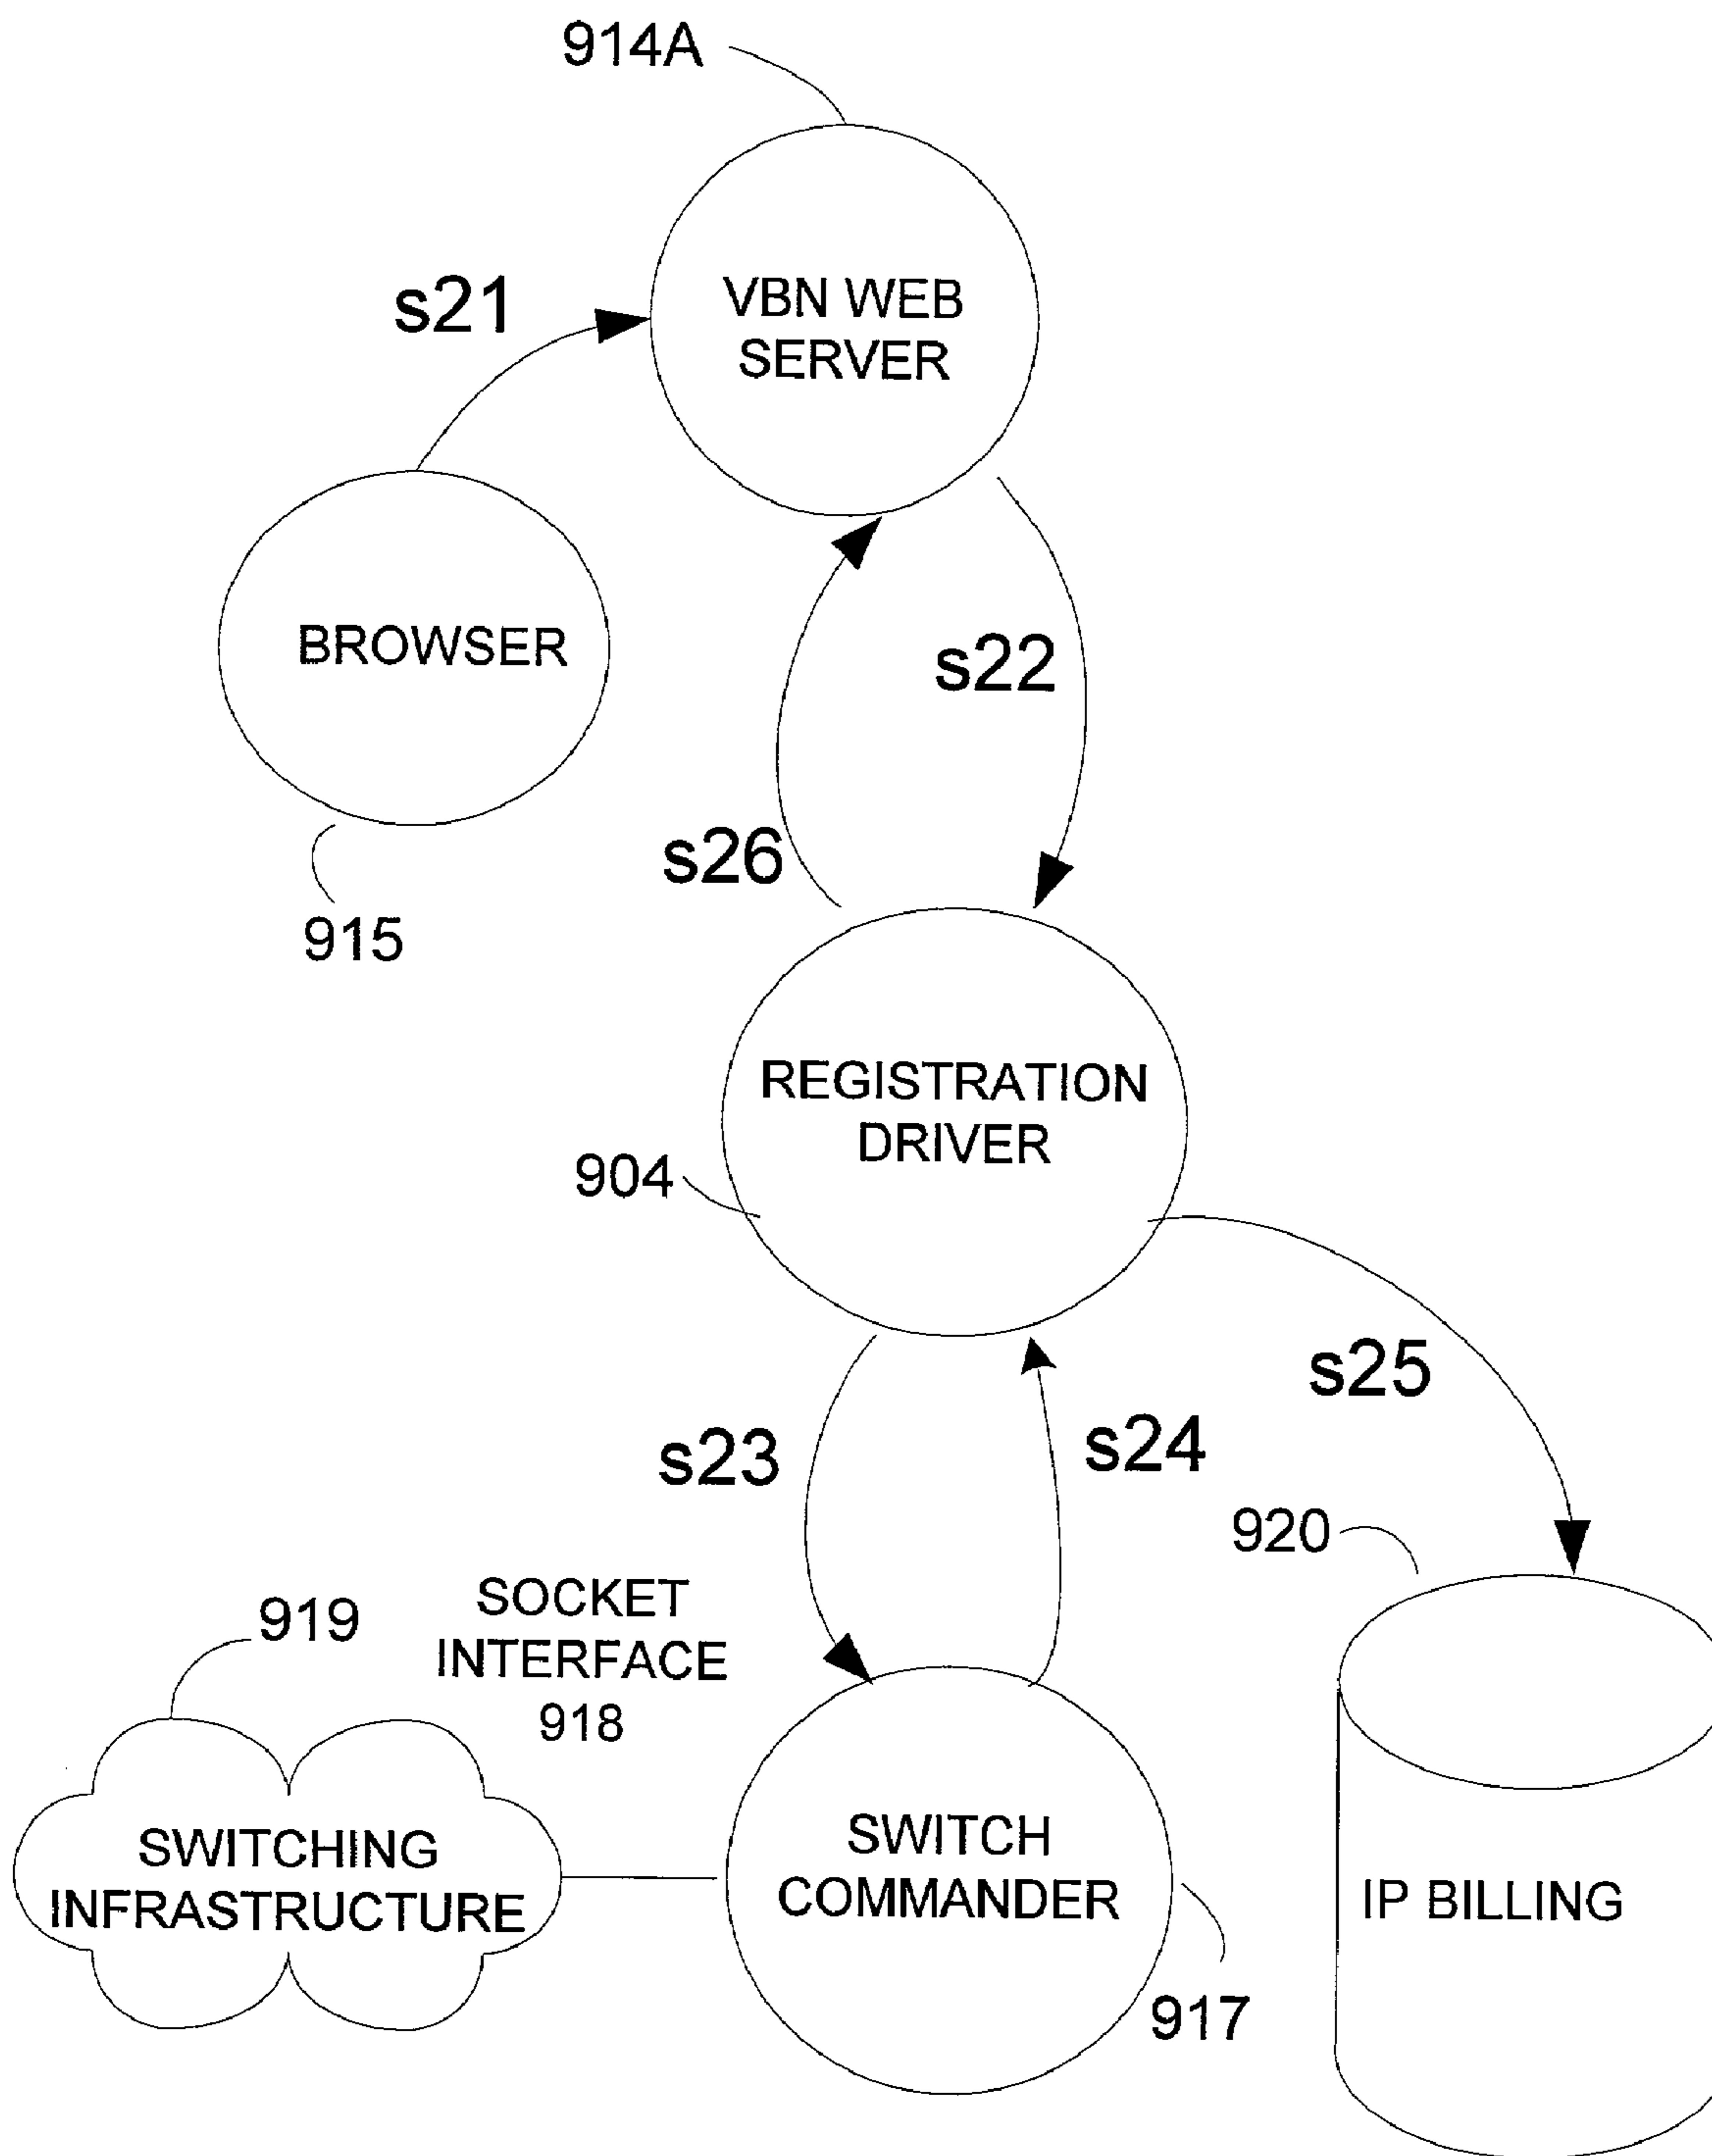 914A
VBN WEB
SERVER
s21
BROWSER
915
s22
s26
REGISTRATION
DRIVER
904
s25
s23
s24
920
919
SOCKET
INTERFACE
918
SWITCHING
INFRASTRUCTURE
SWITCH
COMMANDER
917
IP BILLING